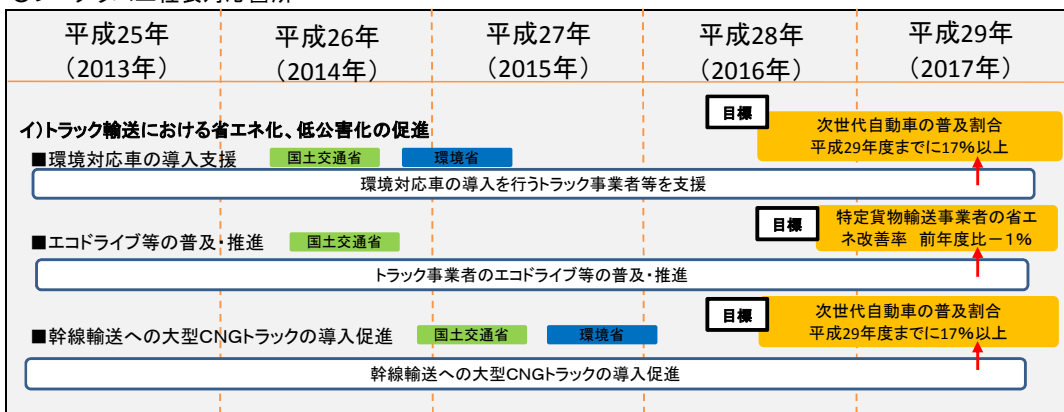 平成25年
（2013年）
平成26年
（2014年）
平成27年
（2015年）
平成28年
（2016年）
平成29年
（2017年）
目標
次世代自動車の普及割合
平成29年度までに17%以上
イ）トラック輸送における省エネ化、低公害化の促進
■環境対応車の導入支援
国土交通省
環境省
環境対応車の導入を行うトラック事業者等を支援
目標
特定貨物輸送事業者の省エ
ネ改善率　前年度比－1%
■エコドライブ等の普及・推進
国土交通省
トラック事業者のエコドライブ等の普及・推進
目標
次世代自動車の普及割合
平成29年度までに17%以上
■幹線輸送への大型CNGトラックの導入促進
国土交通省
環境省
幹線輸送への大型CNGトラックの導入促進